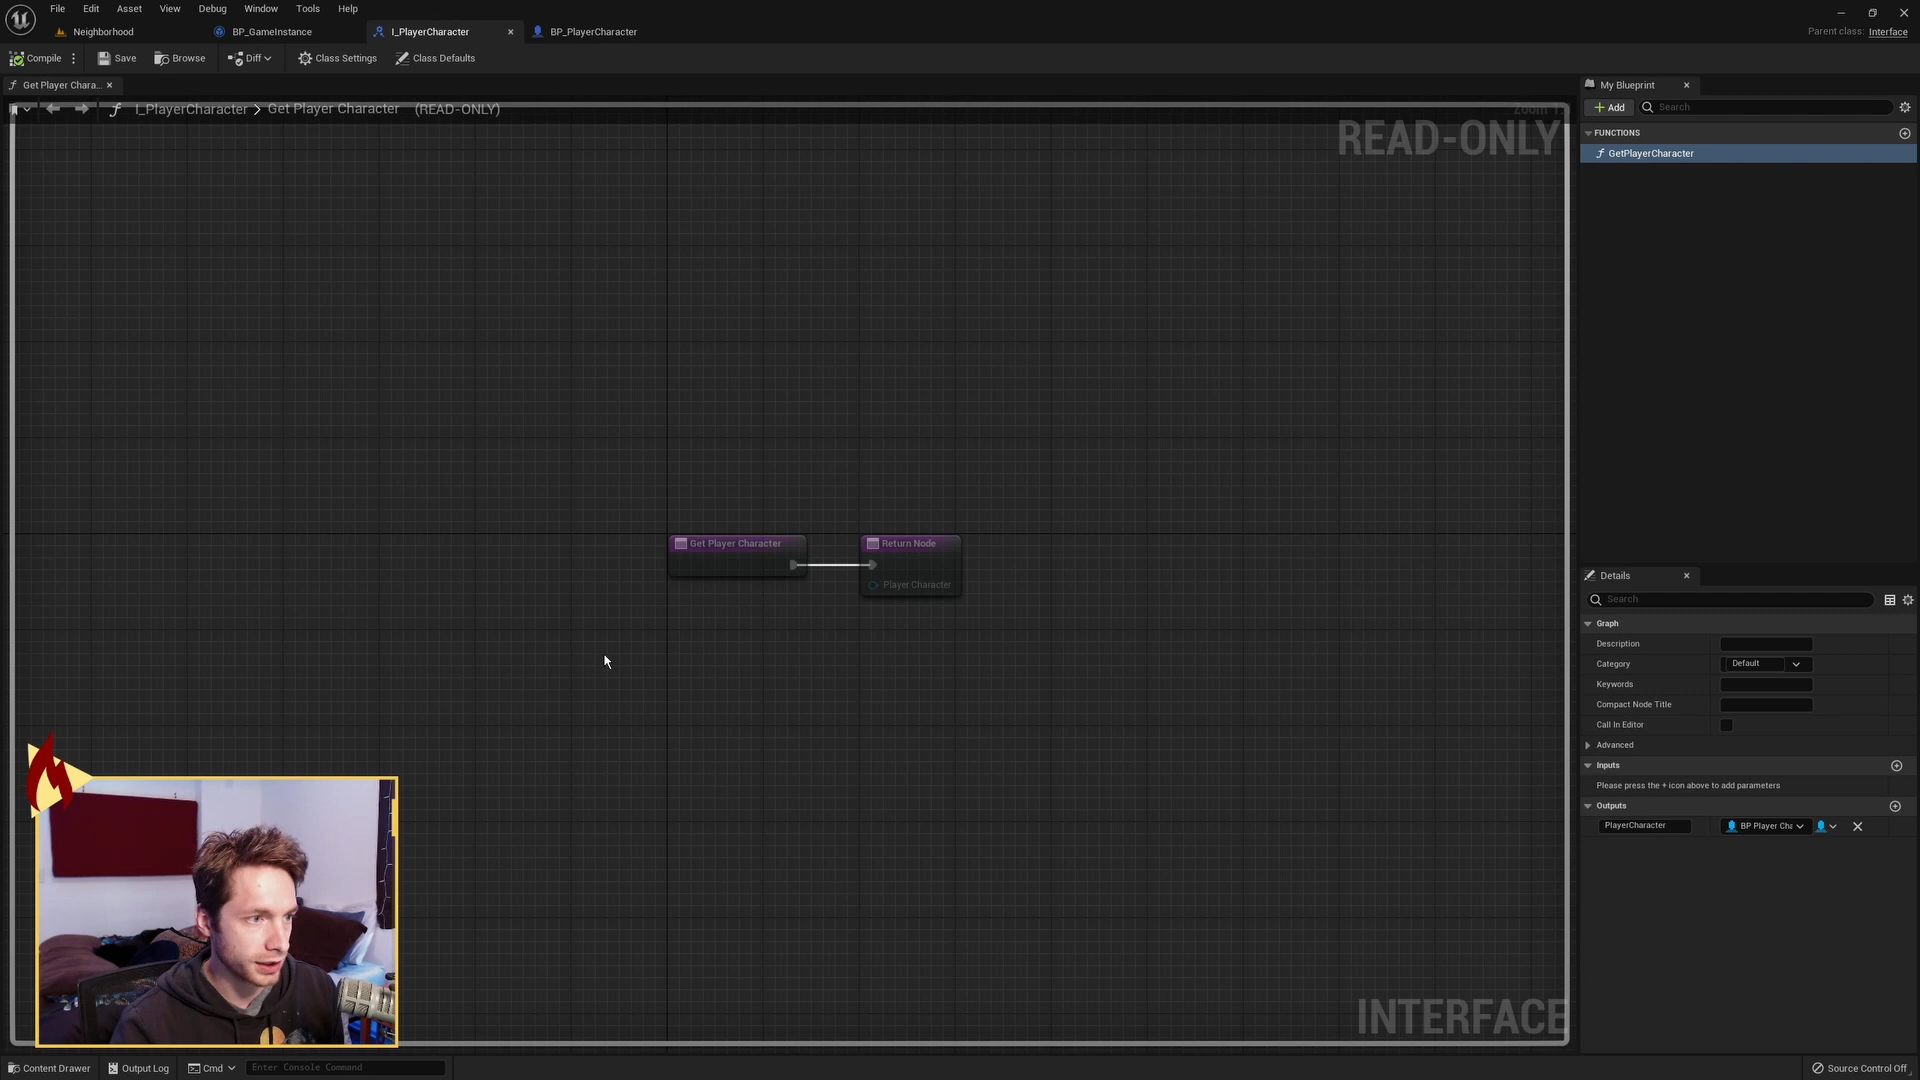 File Edit Asset View Debug Window Tools Help
Neighborhood BP_GameInstance I_PlayerCharacter BP_PlayerCharacter
Parent class: Interface
Compile Save Browse Diff Class Settings Class Defaults
Get Player Chara...
I_PlayerCharacter > Get Player Character (READ-ONLY)
READ-ONLY
Get Player Character
Return Node
Player Character
INTERFACE
My Blueprint
Add Search
FUNCTIONS
GetPlayerCharacter
Details
Search
Graph
Description
Category Default
Keywords
Compact Node Title
Call In Editor
Advanced
Inputs
Please press the + icon above to add parameters
Outputs
PlayerCharacter BP Player Cha
Content Drawer Output Log Cmd Enter Console Command Source Control Off